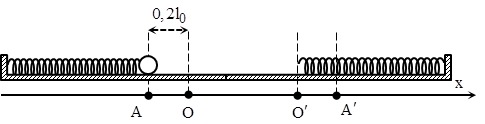 0,2l₀
x
A O O′ A′